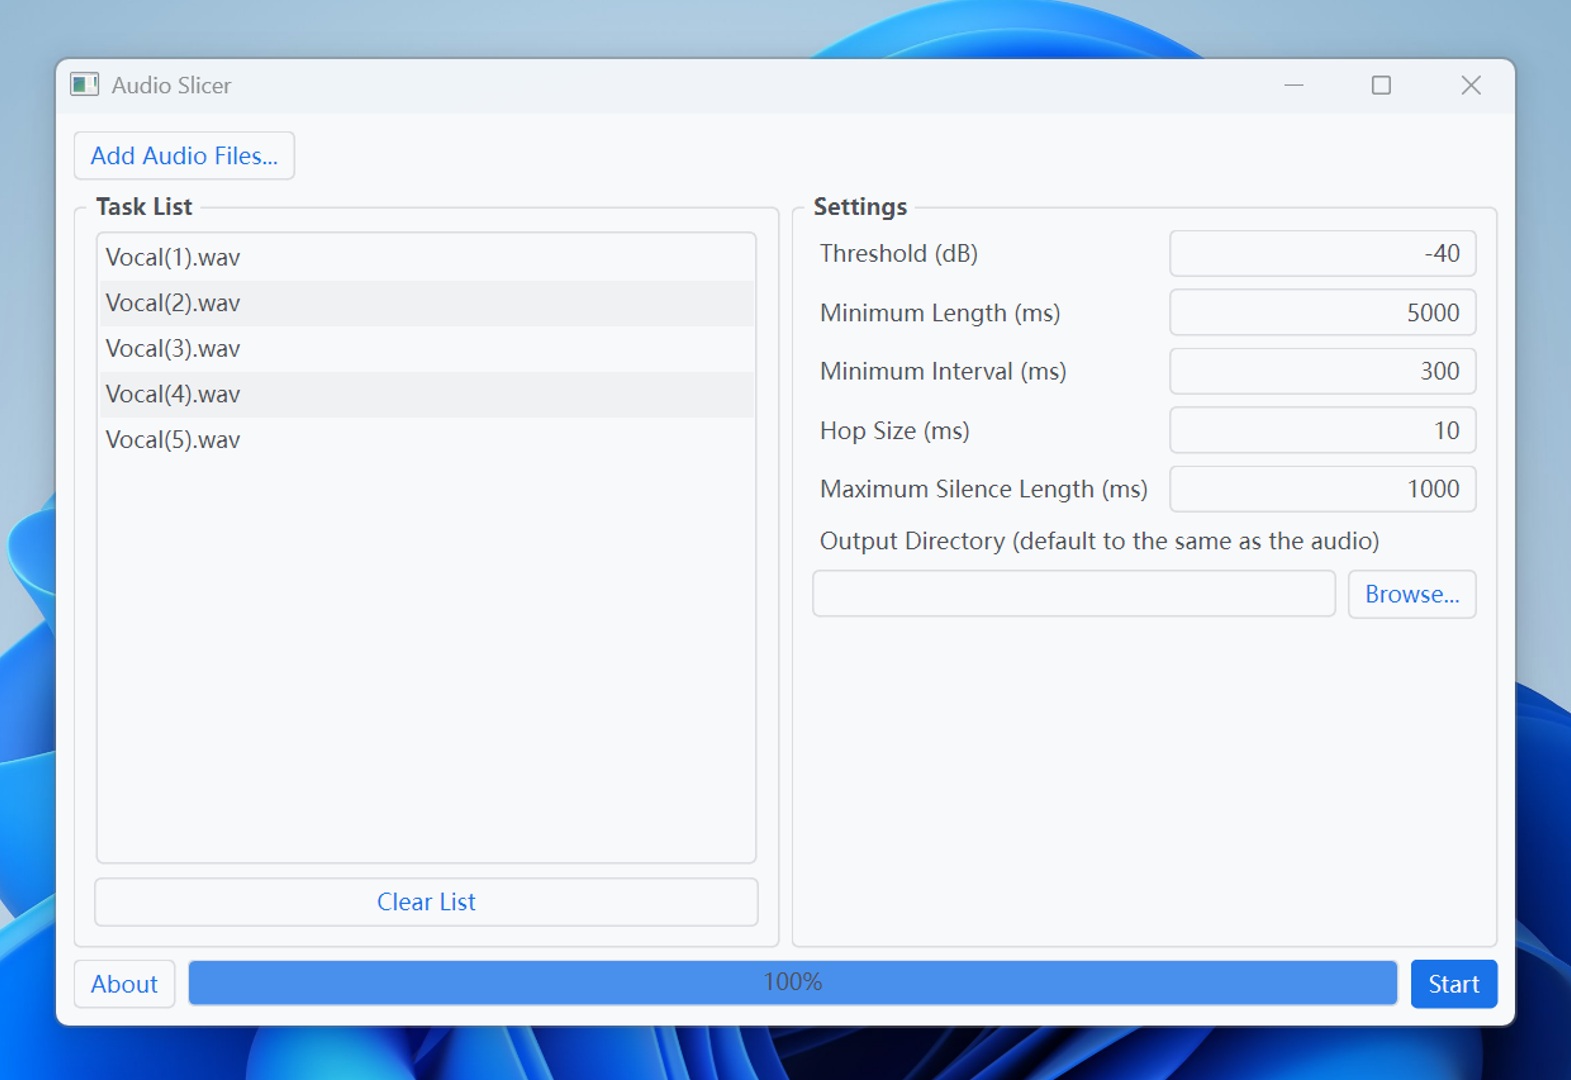 Audio Slicer
Add Audio Files...
Task List
Vocal(1).wav
Vocal(2).wav
Vocal(3).wav
Vocal(4).wav
Vocal(5).wav
Clear List
Settings
Threshold (dB) -40
Minimum Length (ms) 5000
Minimum Interval (ms) 300
Hop Size (ms) 10
Maximum Silence Length (ms) 1000
Output Directory (default to the same as the audio)
Browse...
About 100% Start